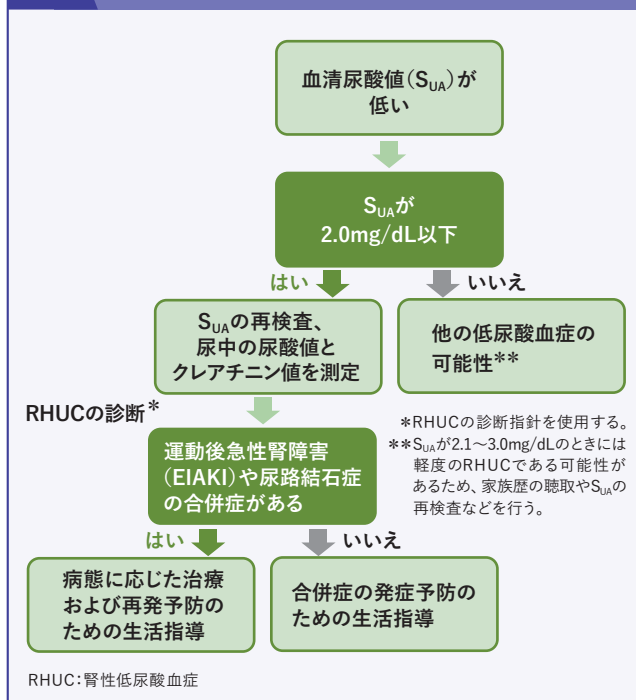 血清尿酸値（SUA）が
低い
SUAが
2.0mg/dL以下
はい
いいえ
SUAの再検査、
尿中の尿酸値と
クレアチニン値を測定
他の低尿酸血症の
可能性**
RHUCの診断*
*RHUCの診断指針を使用する。
**SUAが2.1～3.0mg/dLのときには
軽度のRHUCである可能性が
あるため、家族歴の聴取やSUAの
再検査などを行う。
運動後急性腎障害
（EIAKI）や尿路結石症
の合併症がある
はい
いいえ
病態に応じた治療
および再発予防の
ための生活指導
合併症の発症予防の
ための生活指導
RHUC：腎性低尿酸血症